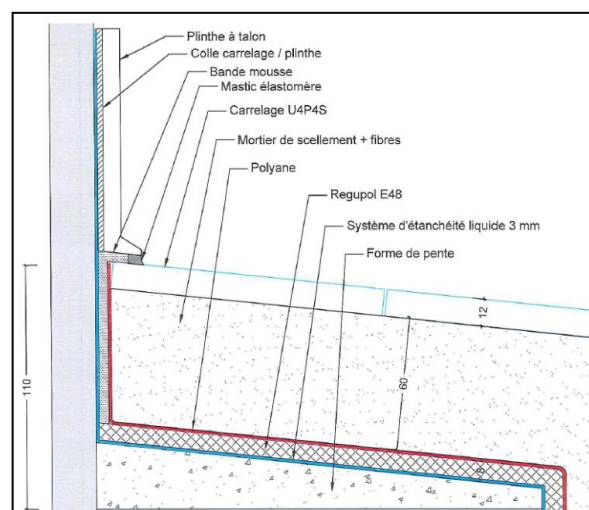 Plinthe à talon
Colle carrelage / plinthe
Bande mousse
Mastic élastomère
Carrelage U4P4S
Mortier de scellement + fibres
Polyane
Regupol E48
Système d'étanchéité liquide 3 mm
Forme de pente
12
60
110
8